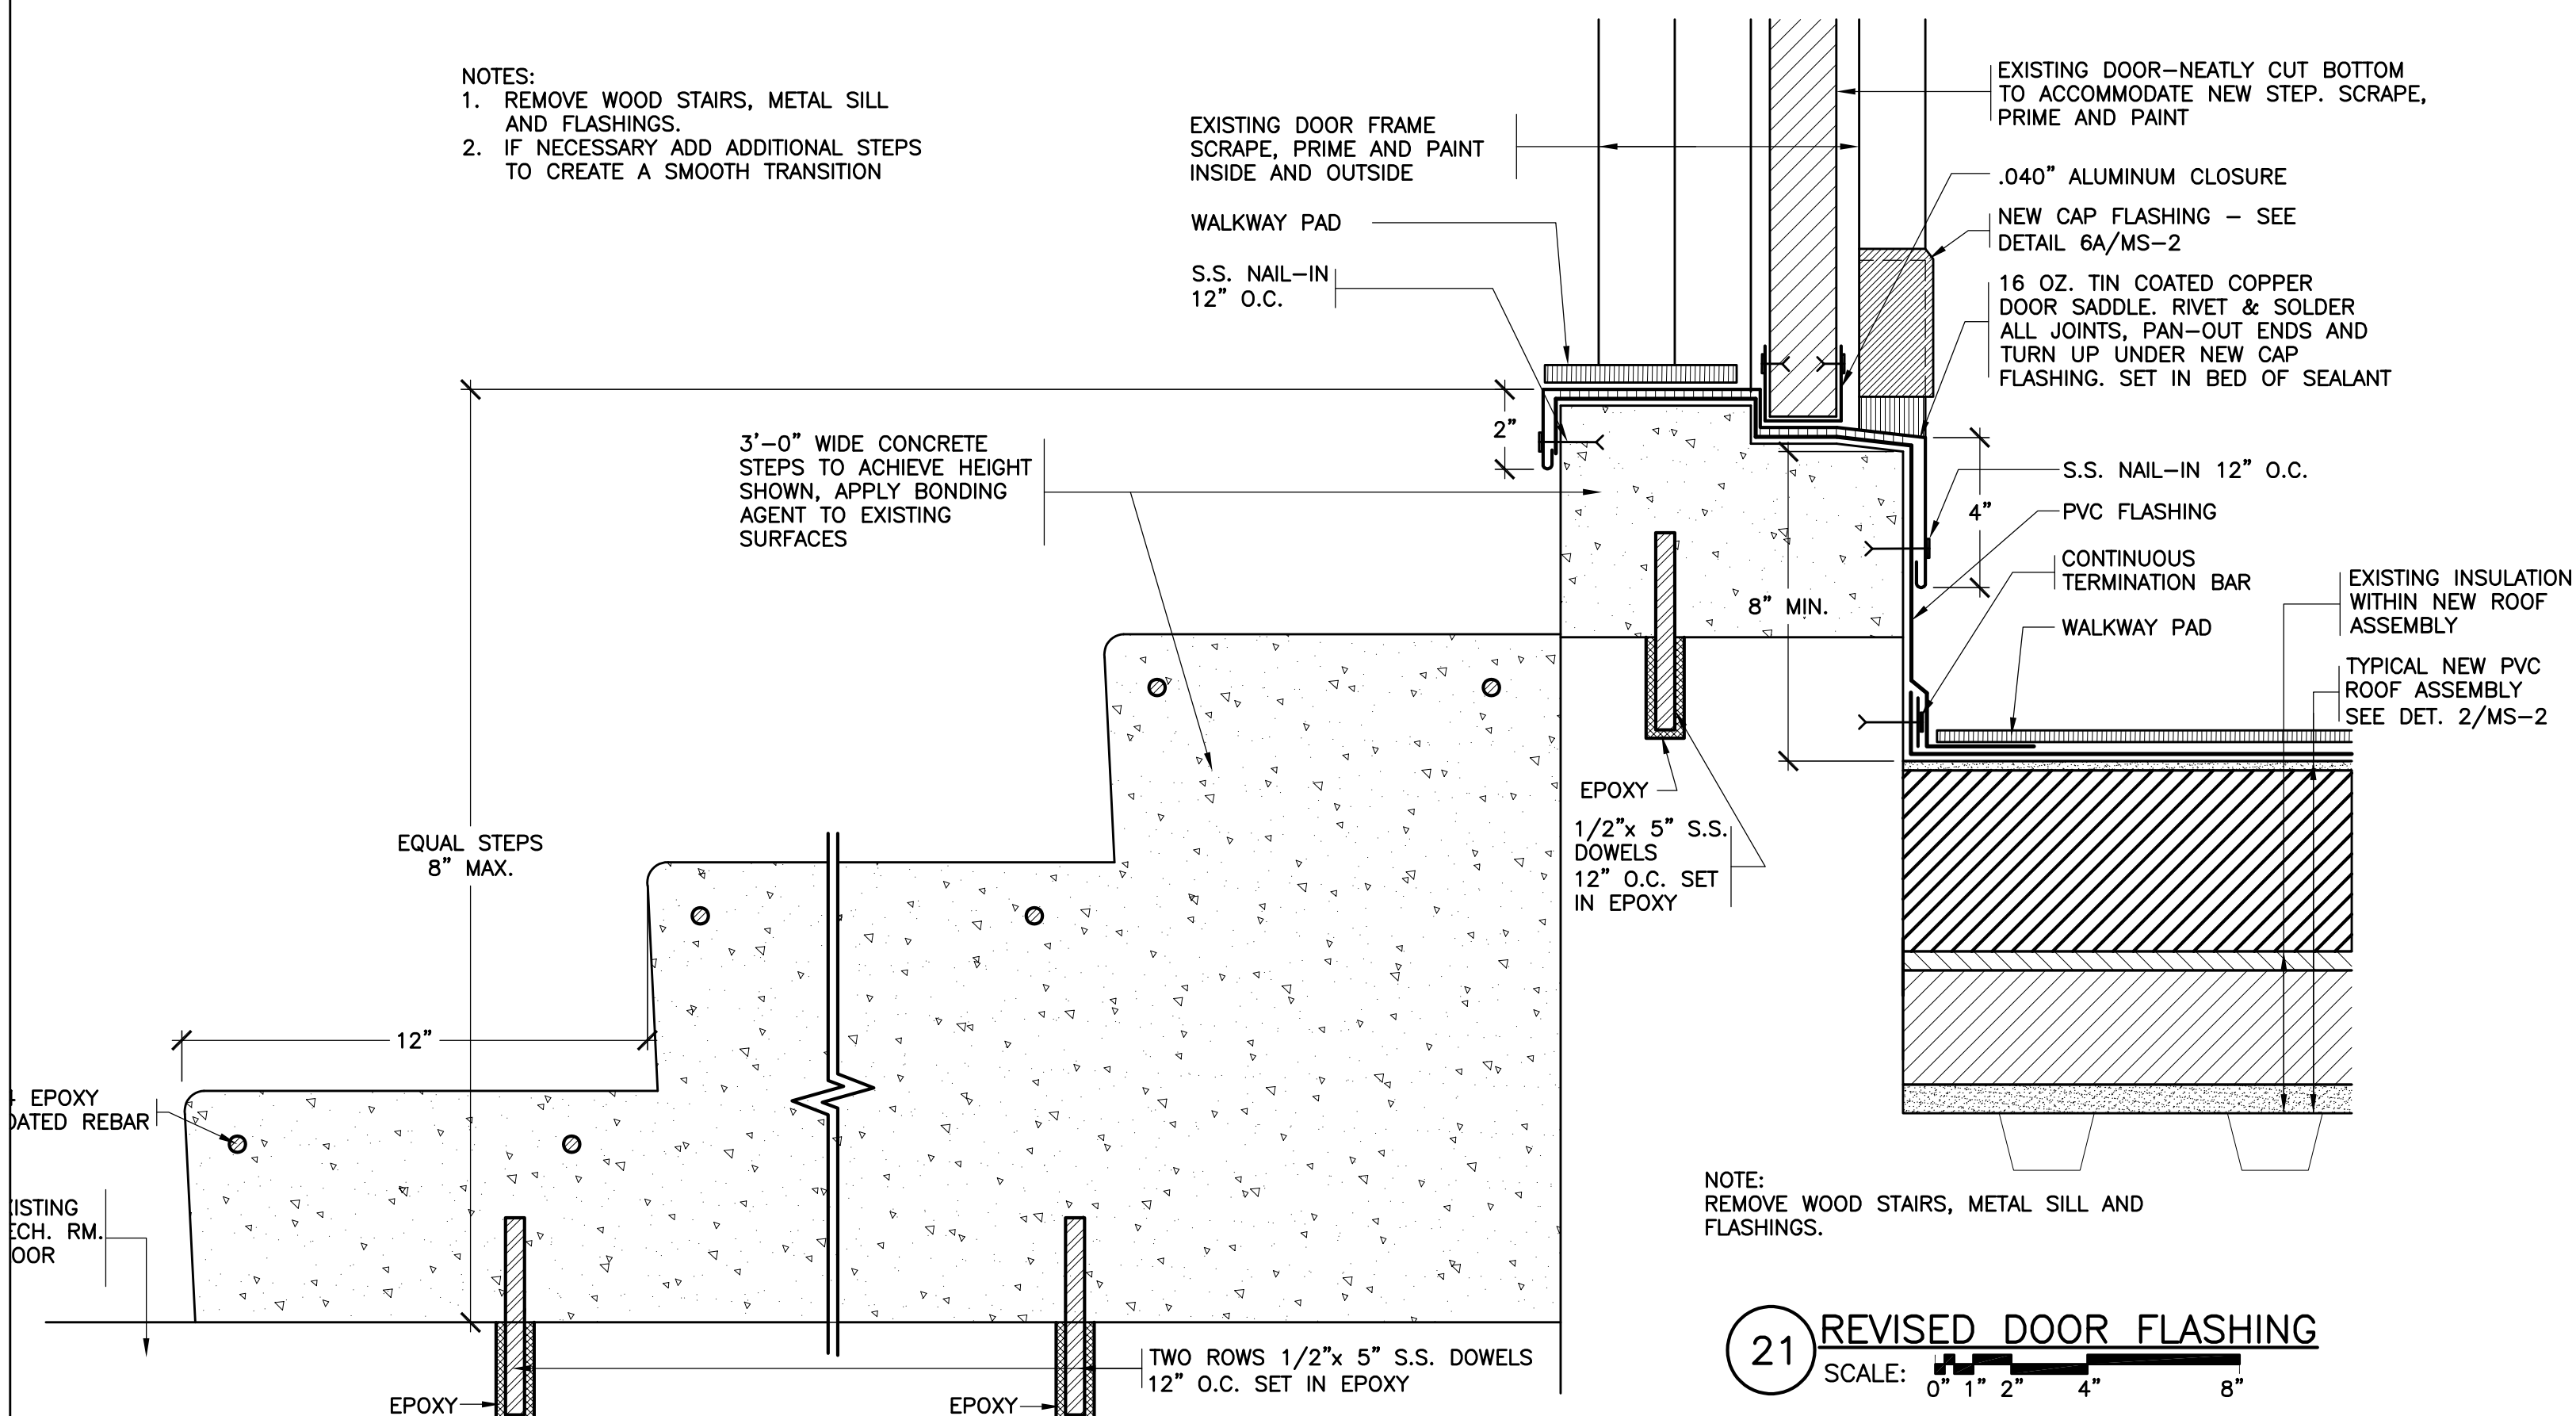 NOTES:
1. REMOVE WOOD STAIRS, METAL SILL
AND FLASHINGS.
2. IF NECESSARY ADD ADDITIONAL STEPS
TO CREATE A SMOOTH TRANSITION
EXISTING DOOR FRAME
SCRAPE, PRIME AND PAINT
INSIDE AND OUTSIDE
WALKWAY PAD
S.S. NAIL-IN
12" O.C.
EXISTING DOOR-NEATLY CUT BOTTOM
TO ACCOMMODATE NEW STEP. SCRAPE,
PRIME AND PAINT
.040" ALUMINUM CLOSURE
NEW CAP FLASHING - SEE
DETAIL 6A/MS-2
16 OZ. TIN COATED COPPER
DOOR SADDLE. RIVET & SOLDER
ALL JOINTS, PAN-OUT ENDS AND
TURN UP UNDER NEW CAP
FLASHING. SET IN BED OF SEALANT
2"
3'-0" WIDE CONCRETE
STEPS TO ACHIEVE HEIGHT
SHOWN, APPLY BONDING
AGENT TO EXISTING
SURFACES
S.S. NAIL-IN 12" O.C.
4"
PVC FLASHING
CONTINUOUS
TERMINATION BAR
WALKWAY PAD
EXISTING INSULATION
WITHIN NEW ROOF
ASSEMBLY
TYPICAL NEW PVC
ROOF ASSEMBLY
SEE DET. 2/MS-2
8" MIN.
EPOXY
1/2"x 5" S.S.
DOWELS
12" O.C. SET
IN EPOXY
EQUAL STEPS
8" MAX.
12"
EPOXY
REBAR
RM.
NOTE:
REMOVE WOOD STAIRS, METAL SILL AND
FLASHINGS.
TWO ROWS 1/2"x 5" S.S. DOWELS
12" O.C. SET IN EPOXY
EPOXY
EPOXY
21 REVISED DOOR FLASHING
SCALE:
0" 1" 2" 4" 8"